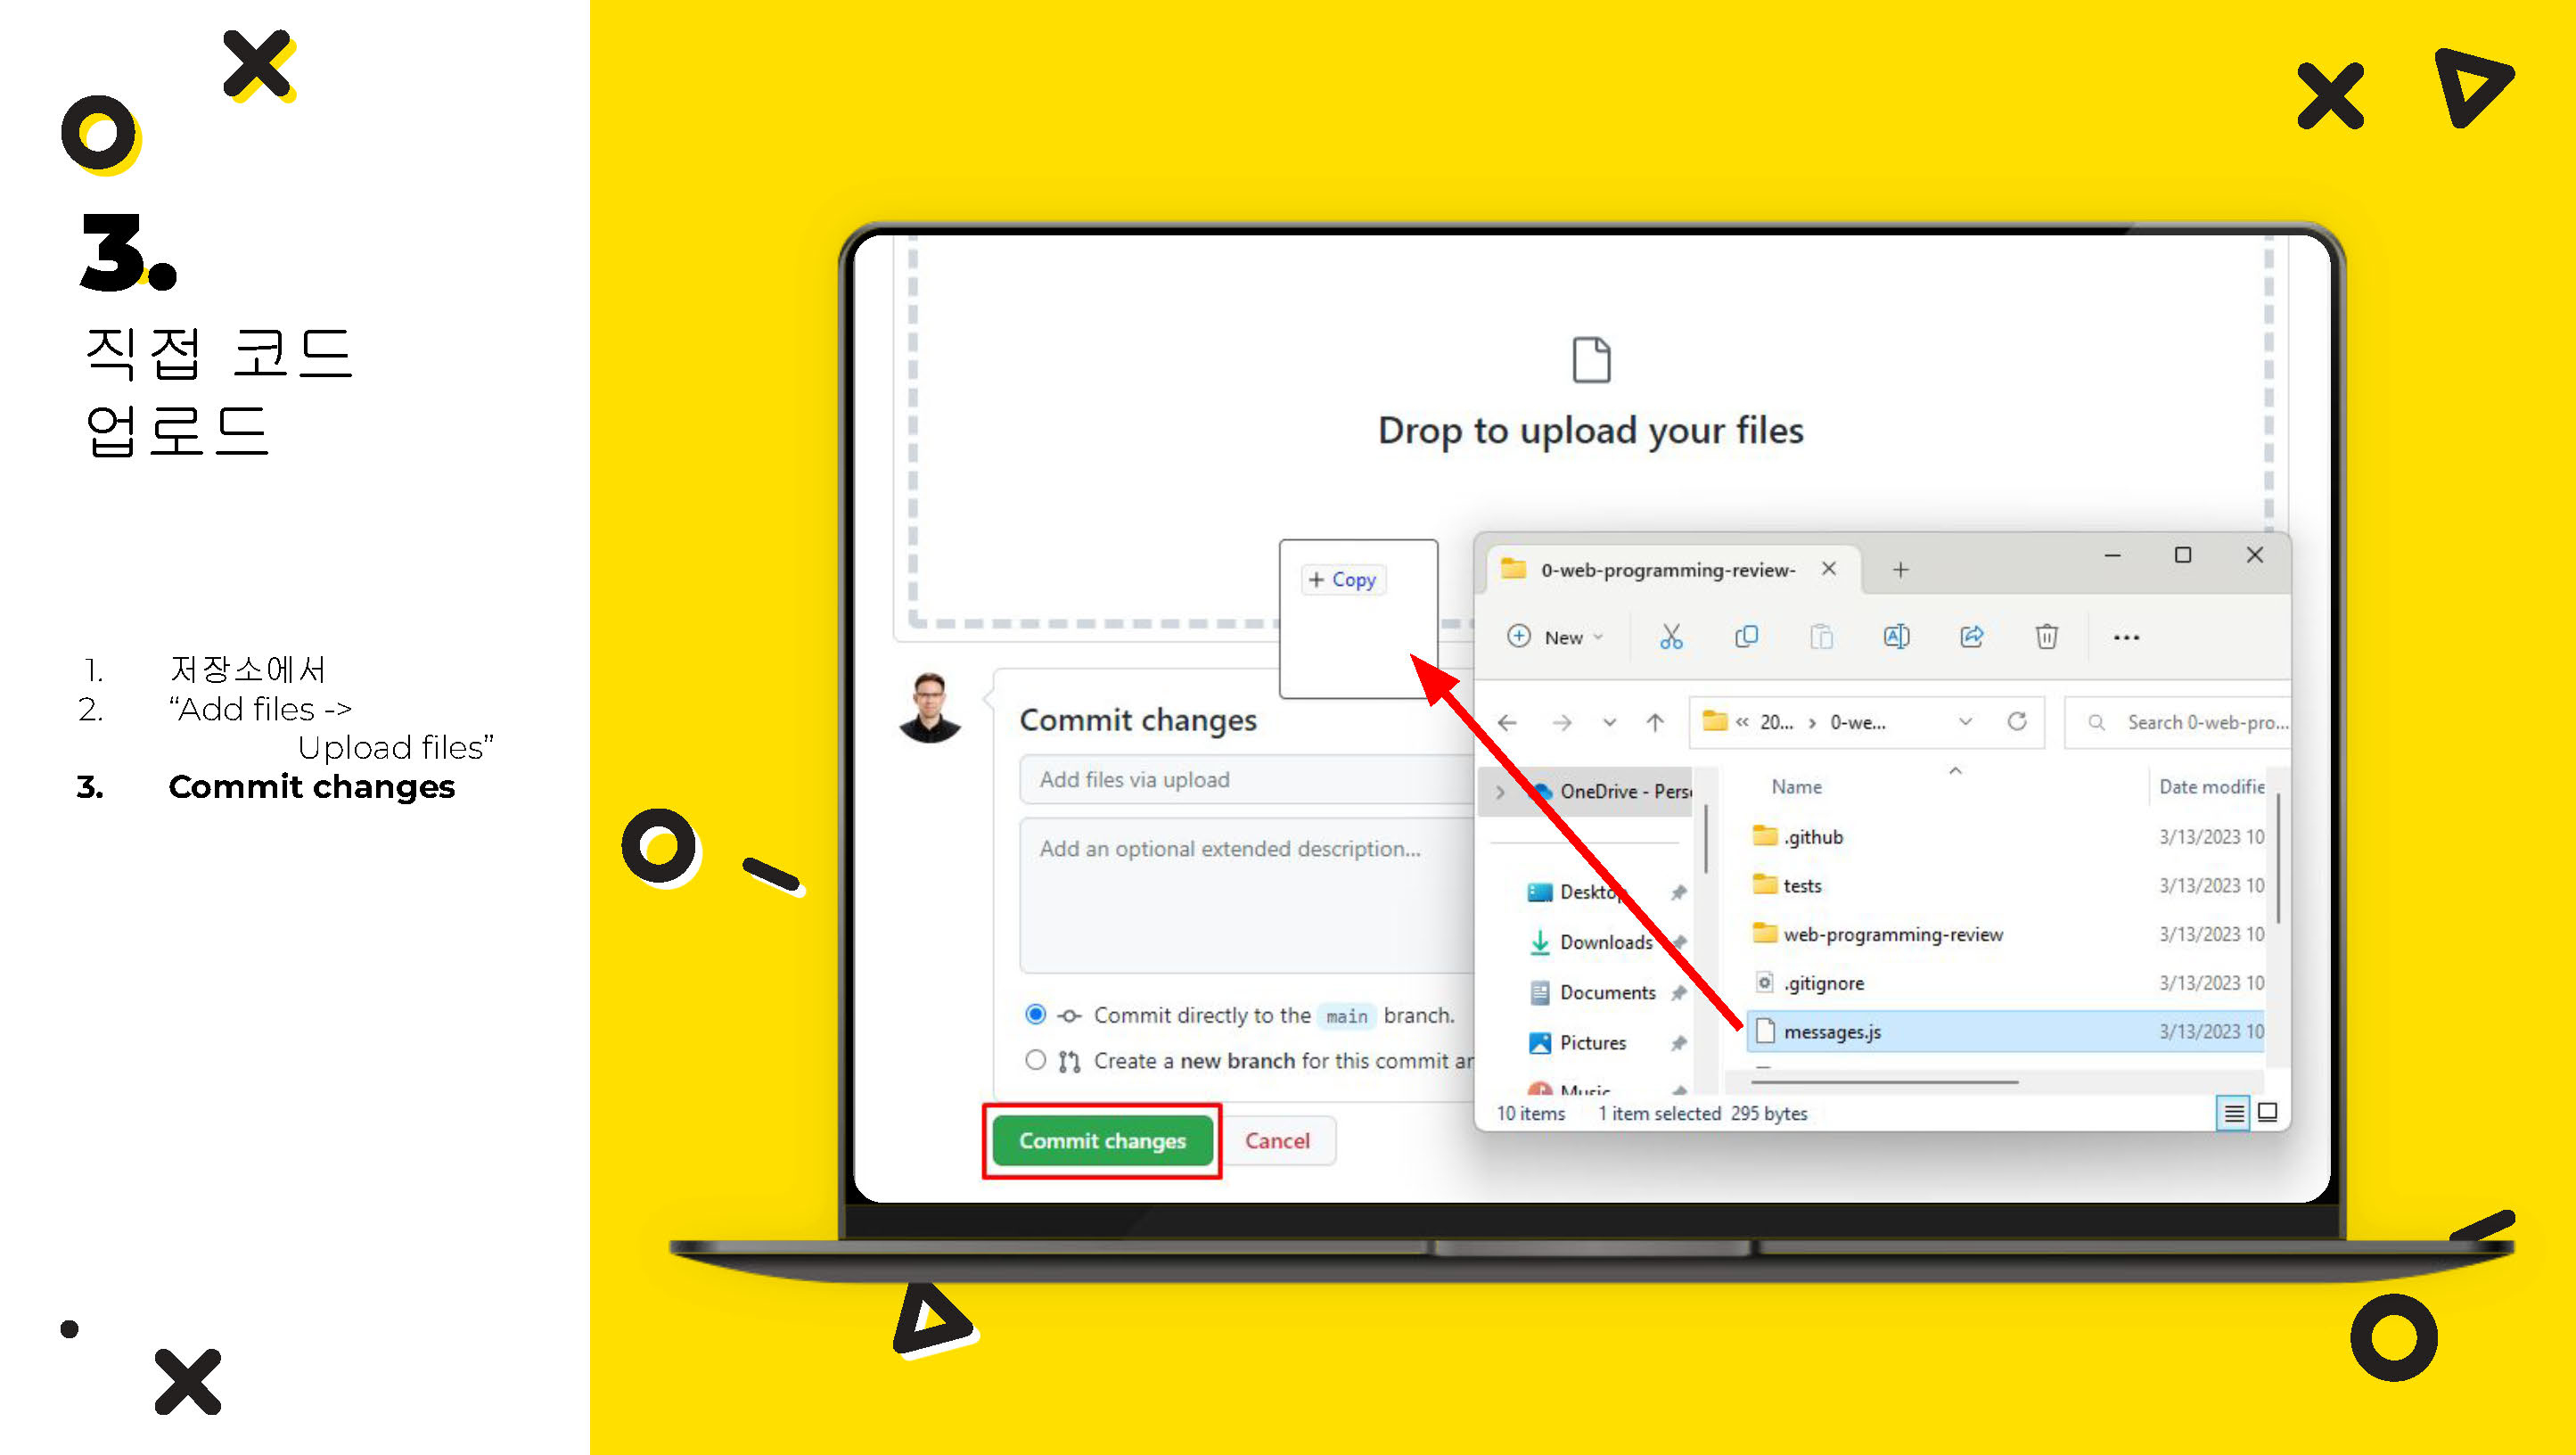 3.
직접 코드
업로드
1. 저장소에서
2. “Add files ->
Upload files”
3. Commit changes
Drop to upload your files
+ Copy
Commit changes
Add files via upload
Add an optional extended description...
Commit directly to the main branch.
Create a new branch for this commit ar
Commit changes
Cancel
0-web-programming-review-
New
« 20... › 0-we...
Search 0-web-pro...
OneDrive - Pers
Desktop
Downloads
Documents
Pictures
Music
Name
Date modifie
.github 3/13/2023 10
tests 3/13/2023 10
web-programming-review 3/13/2023 10
.gitignore 3/13/2023 10
messages.js 3/13/2023 10
10 items 1 item selected 295 bytes